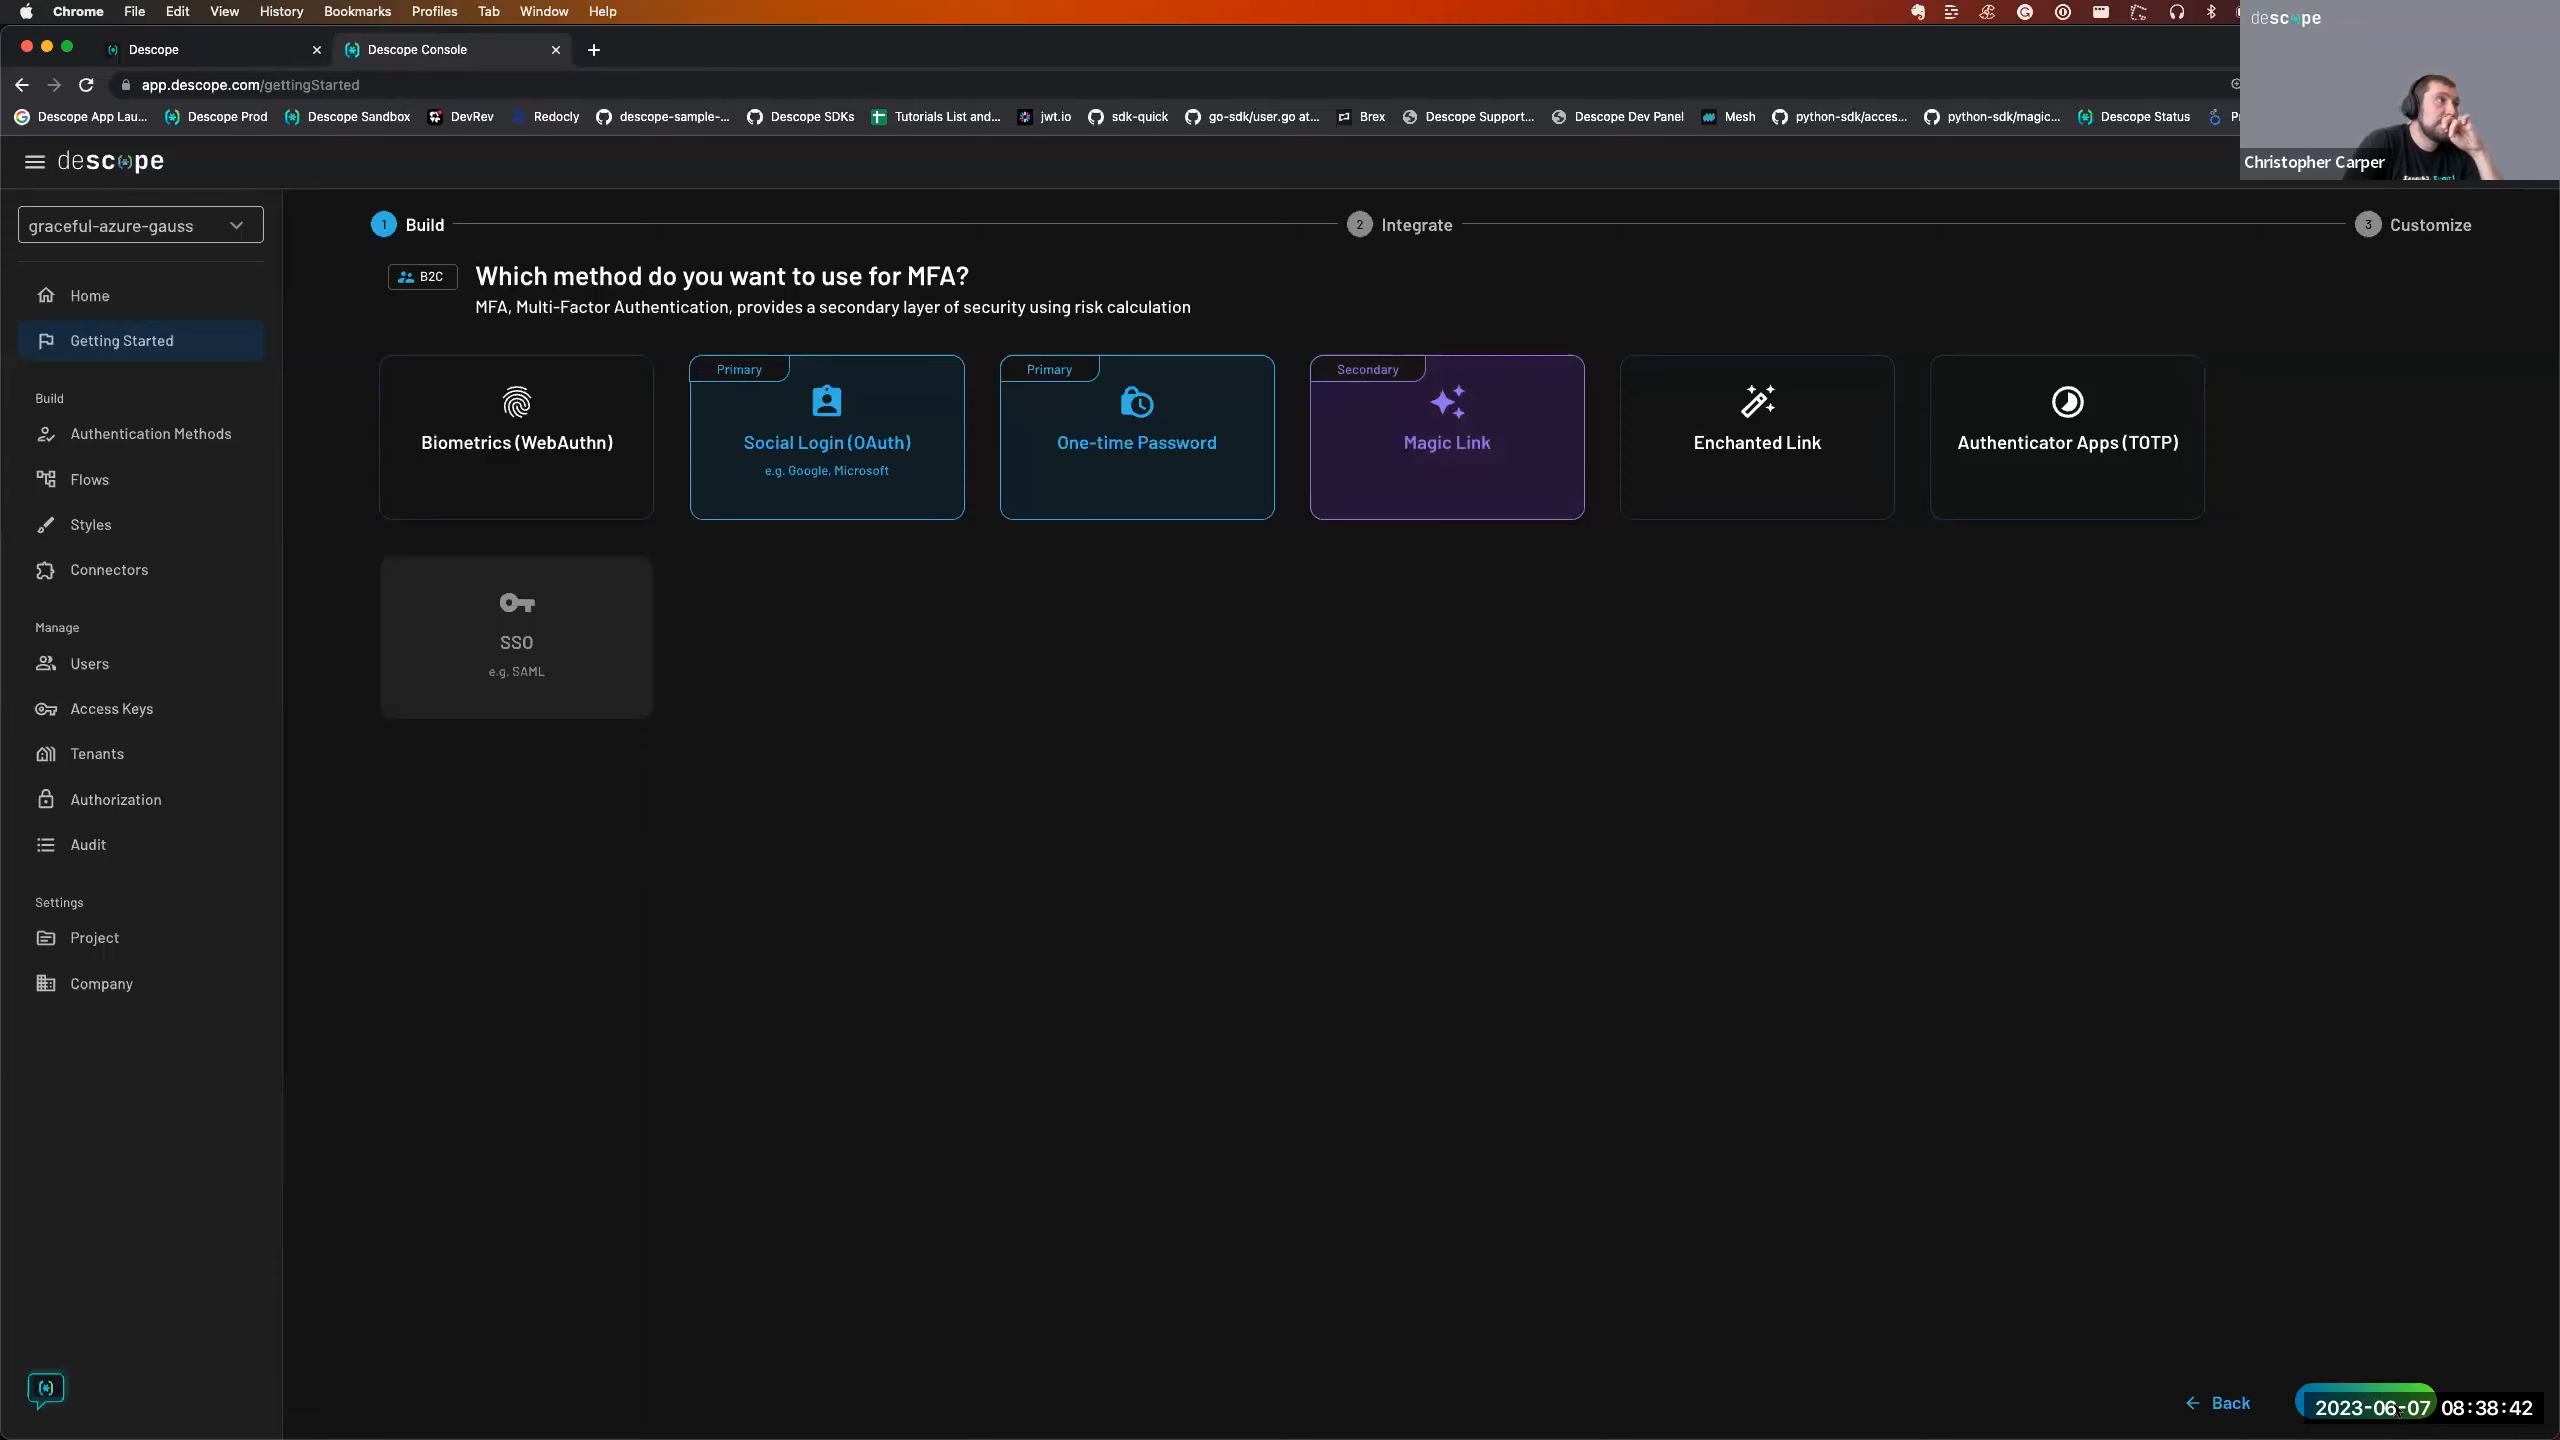 Chrome File Edit View History Bookmarks Profiles Tab Window Help
Descope
Descope Console
app.descope.com/gettingStarted
Descope App Lau... Descope Prod Descope Sandbox DevRev Redocly descope-sample-... Descope SDKs Tutorials List and... jwt.io sdk-quick go-sdk/user.go at... Brex Descope Support... Descope Dev Panel Mesh python-sdk/acces... python-sdk/magic... Descope Status
descope
Christopher Carper
descope
graceful-azure-gauss
Home
Getting Started
Build
Authentication Methods
Flows
Styles
Connectors
Manage
Users
Access Keys
Tenants
Authorization
Audit
Settings
Project
Company
1 Build
2 Integrate
3 Customize
B2C
Which method do you want to use for MFA?
MFA, Multi-Factor Authentication, provides a secondary layer of security using risk calculation
Biometrics (WebAuthn)
Primary
Social Login (OAuth)
e.g. Google, Microsoft
Primary
One-time Password
Secondary
Magic Link
Enchanted Link
Authenticator Apps (TOTP)
SSO
e.g. SAML
Back
2023-06-07 08:38:42